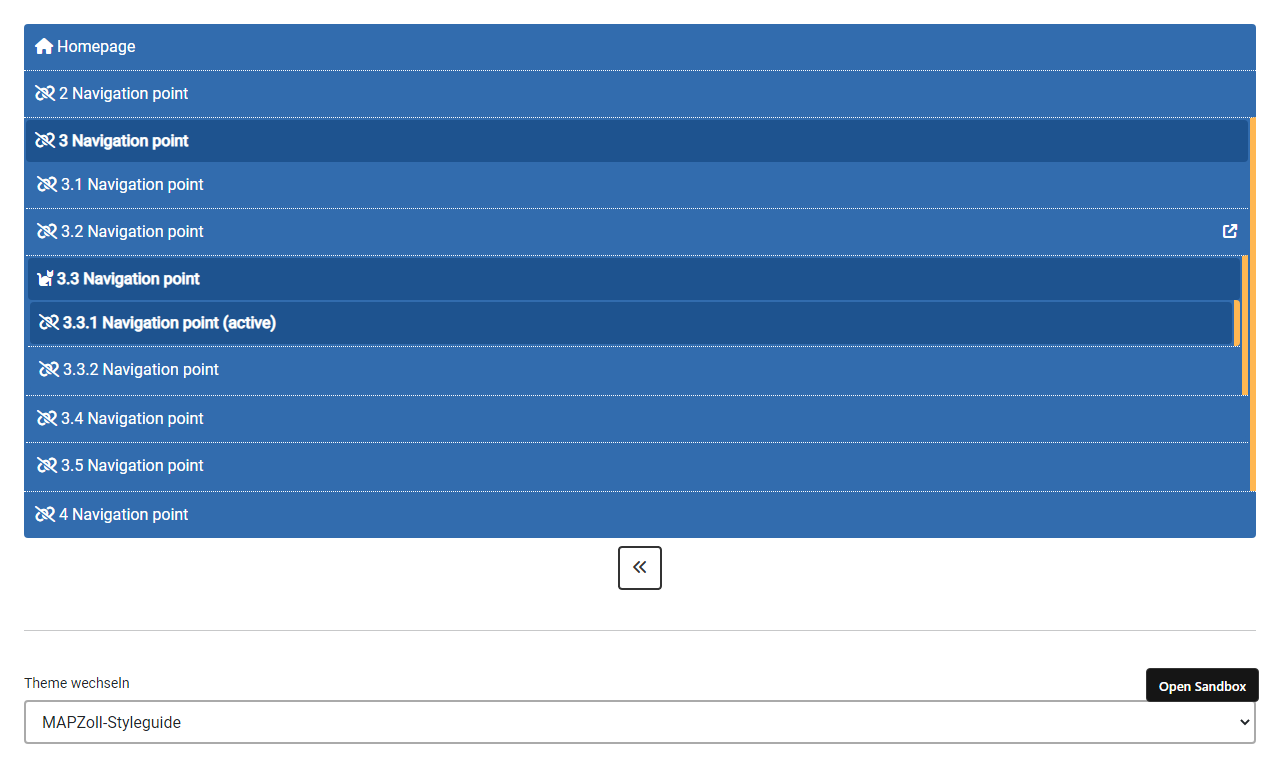 Homepage
2 Navigation point
3 Navigation point
3.1 Navigation point
3.2 Navigation point
3.3 Navigation point
3.3.1 Navigation point (active)
3.3.2 Navigation point
3.4 Navigation point
3.5 Navigation point
4 Navigation point
Theme wechseln
Open Sandbox
MAPZoll-Styleguide